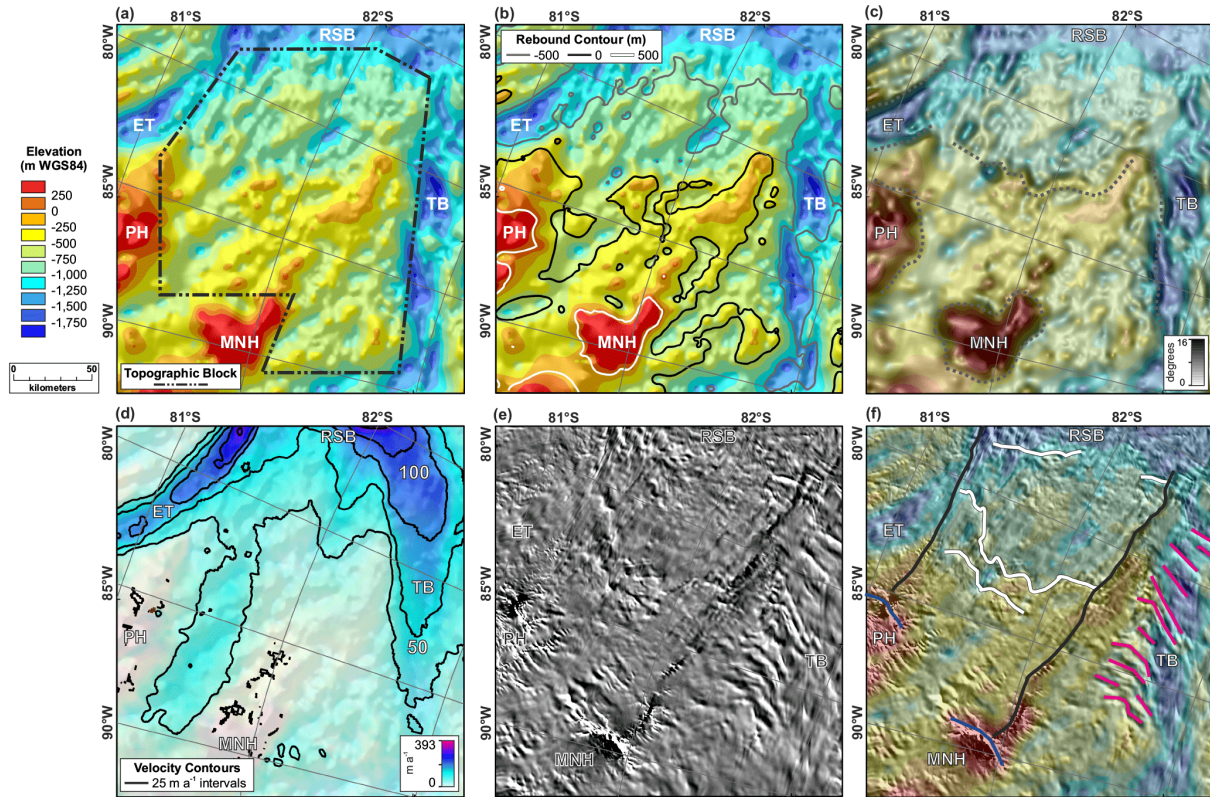 (a)
81°S
82°S
80°W
RSB
ET
85°W
PH
TB
90°W
MNH
Topographic Block
Elevation
(m WGS84)
250
0
-250
-500
-750
-1,000
-1,500
-1,750
0 50
kilometers
(b)
81°S
82°S
80°W
Rebound Contour (m)
-500 0 500
ET
85°W
PH
TB
90°W
MNH
(c)
81°S
82°S
80°W
RSB
ET
85°W
PH
TB
90°W
MNH
16
degrees
0
(d)
81°S
82°S
80°W
RSB
100
ET
TB
85°W
PH
50
90°W
MNH
393
m a⁻¹
0
Velocity Contours
25 m a⁻¹ intervals
(e)
81°S
82°S
80°W
RSB
ET
85°W
PH
TB
90°W
MNH
(f)
81°S
82°S
80°W
RSB
ET
85°W
PH
TB
90°W
MNH